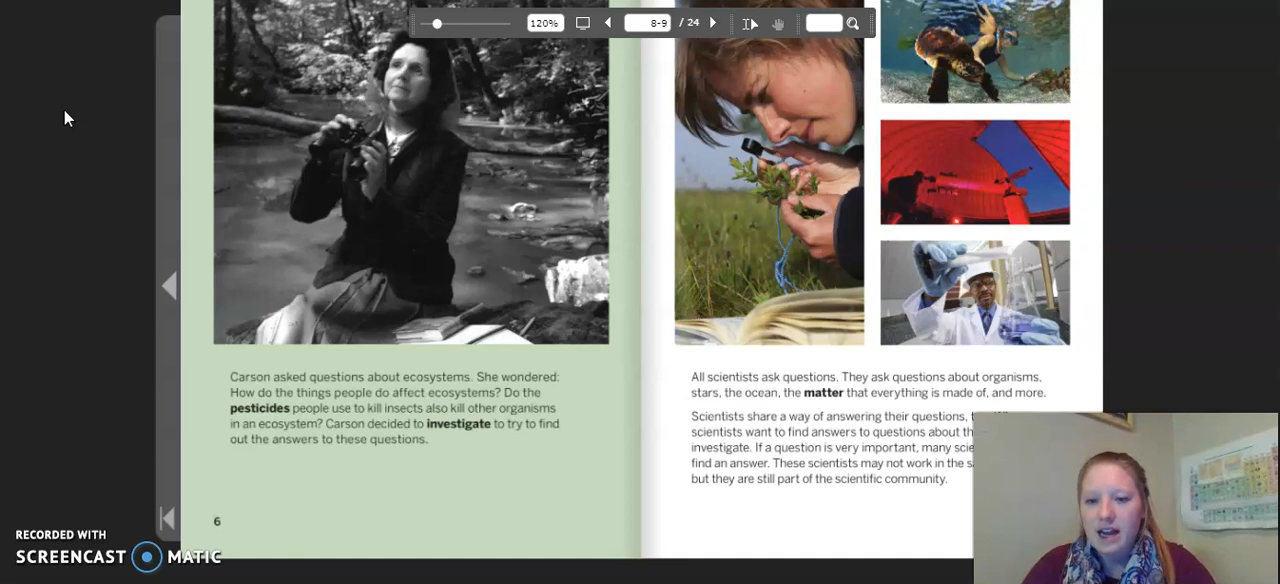 120%
8-9 / 24
Carson asked questions about ecosystems. She wondered:
How do the things people do affect ecosystems? Do the
pesticides people use to kill insects also kill other organisms
in an ecosystem? Carson decided to investigate to try to find
out the answers to these questions.
6
All scientists ask questions. They ask questions about organisms,
stars, the ocean, the matter that everything is made of, and more.
Scientists share a way of answering their questions,
scientists want to find answers to questions about
investigate. If a question is very important, many
find an answer. These scientists may not work in the
but they are still part of the scientific community.
RECORDED WITH
SCREENCAST MATIC